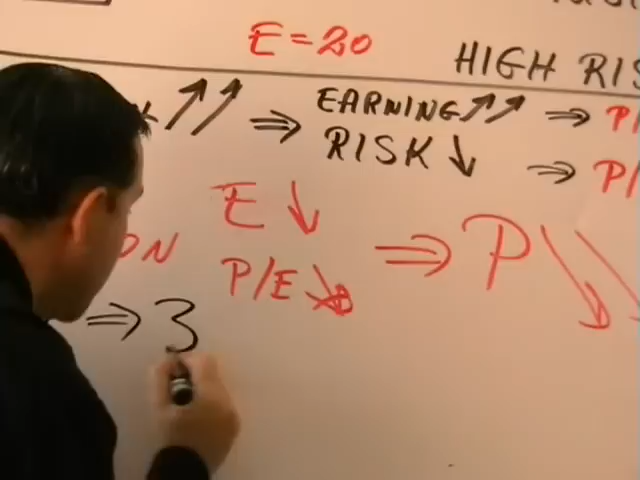 E = 20
HIGH RIS
↗↗ ⇒ EARNING ↗↗ ⇒ P/
RISK ↓ ⇒ P/
E ↓
ON P/E ↓ ⇒ P ↓↓
⇒ 3